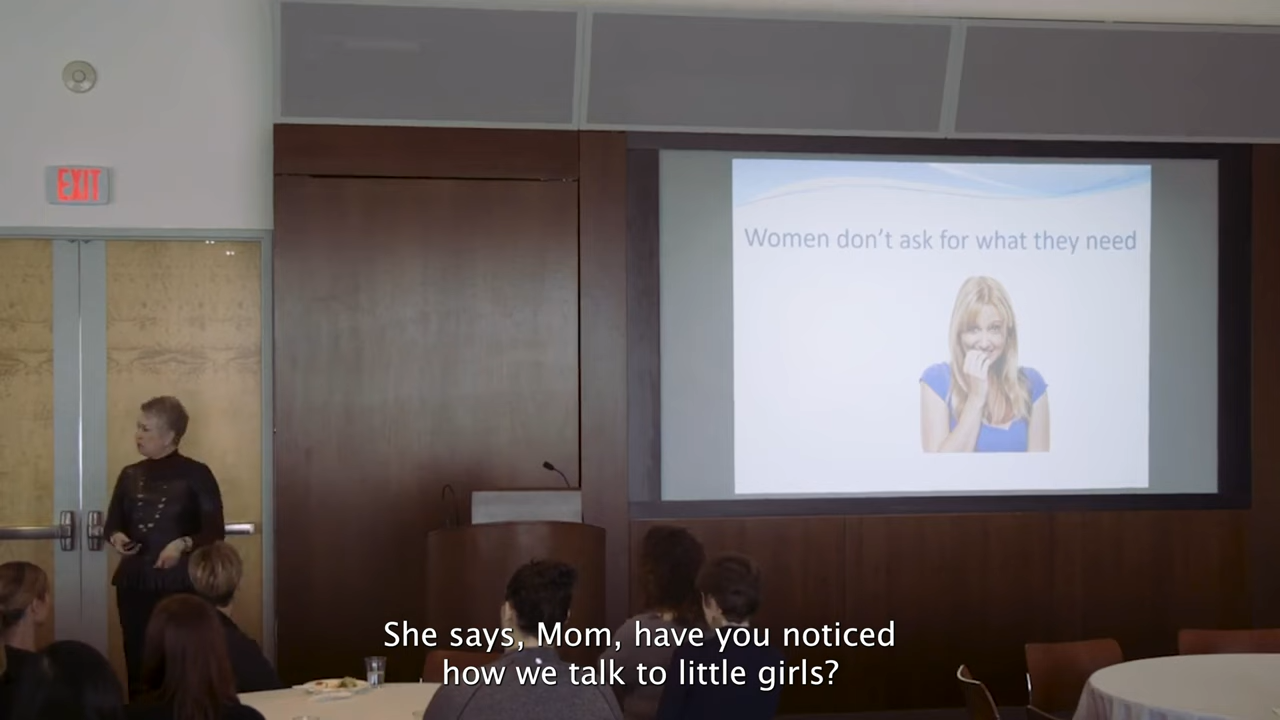 EXIT
Women don't ask for what they need
She says, Mom, have you noticed
how we talk to little girls?